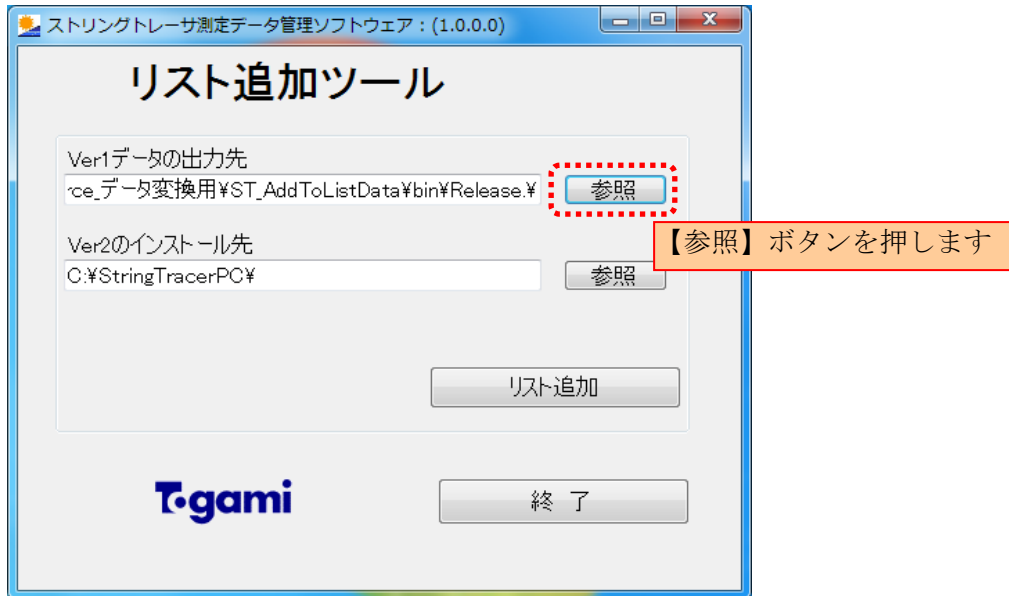 ストリングトレーサ測定データ管理ソフトウェア：(1.0.0.0)
リスト追加ツール
Ver1データの出力先
rce_データ変換用¥ST_AddToListData¥bin¥Release.¥
参照
【参照】ボタンを押します
Ver2のインストール先
C:¥StringTracerPC¥
参照
リスト追加
Togami
終 了